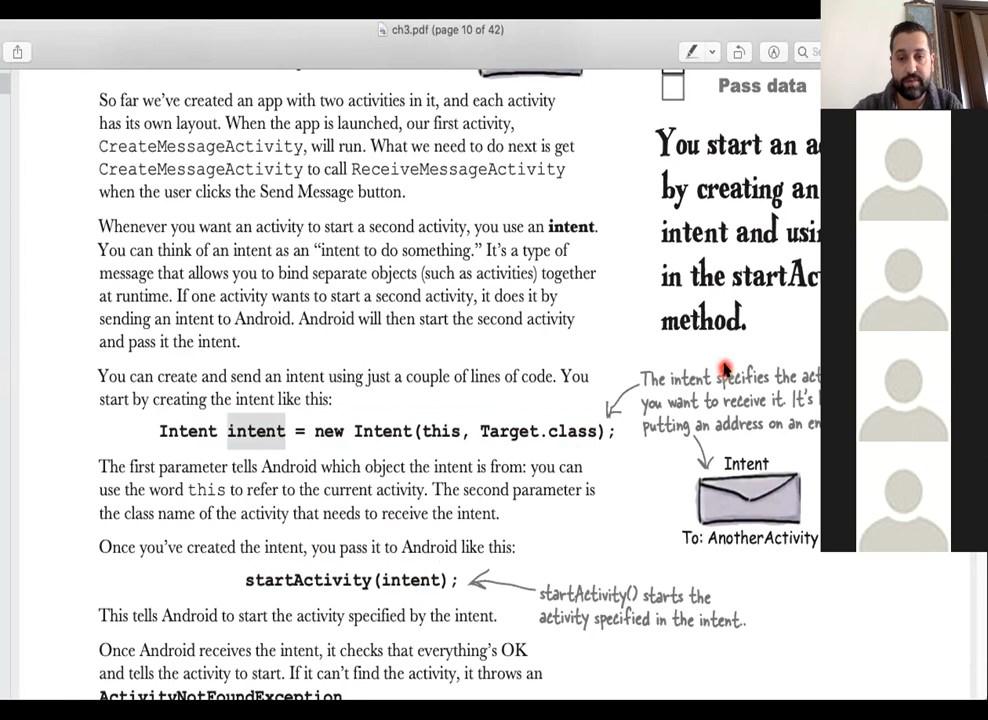 ch3.pdf (page 10 of 42)
So far we've created an app with two activities in it, and each activity
has its own layout. When the app is launched, our first activity,
CreateMessageActivity, will run. What we need to do next is get
CreateMessageActivity to call ReceiveMessageActivity
when the user clicks the Send Message button.
Whenever you want an activity to start a second activity, you use an intent.
You can think of an intent as an “intent to do something.” It's a type of
message that allows you to bind separate objects (such as activities) together
at runtime. If one activity wants to start a second activity, it does it by
sending an intent to Android. Android will then start the second activity
and pass it the intent.
You can create and send an intent using just a couple of lines of code. You
start by creating the intent like this:
Intent intent = new Intent(this, Target.class);
The first parameter tells Android which object the intent is from: you can
use the word this to refer to the current activity. The second parameter is
the class name of the activity that needs to receive the intent.
Once you've created the intent, you pass it to Android like this:
startActivity(intent);
This tells Android to start the activity specified by the intent.
Once Android receives the intent, it checks that everything's OK
and tells the activity to start. If it can't find the activity, it throws an
ActivityNotFoundException
Pass data
You start an a
by creating an
intent and usi
in the startAc
method.
The intent specifies the act
you want to receive it. It's
putting an address on an en
Intent
To: AnotherActivity
startActivity() starts the
activity specified in the intent..